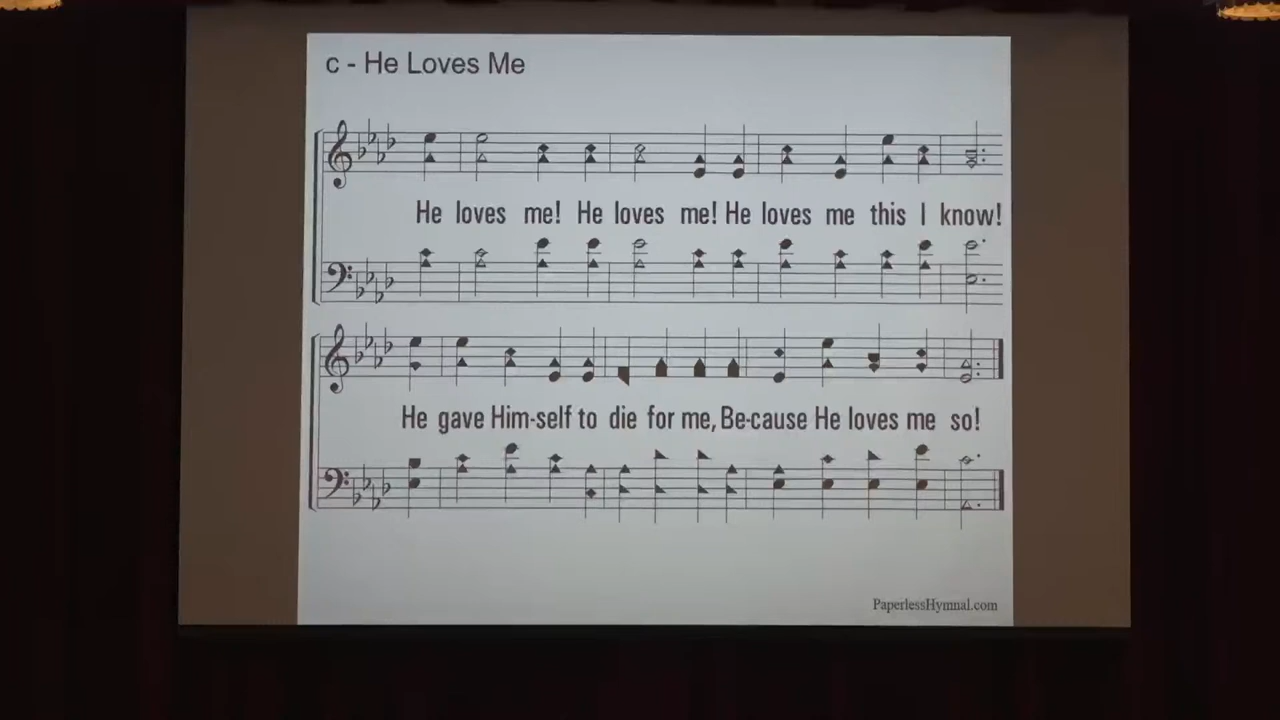 c - He Loves Me
He loves me! He loves me! He loves me this I know!
He gave Him-self to die for me, Be-cause He loves me so!
PaperlessHymnal.com